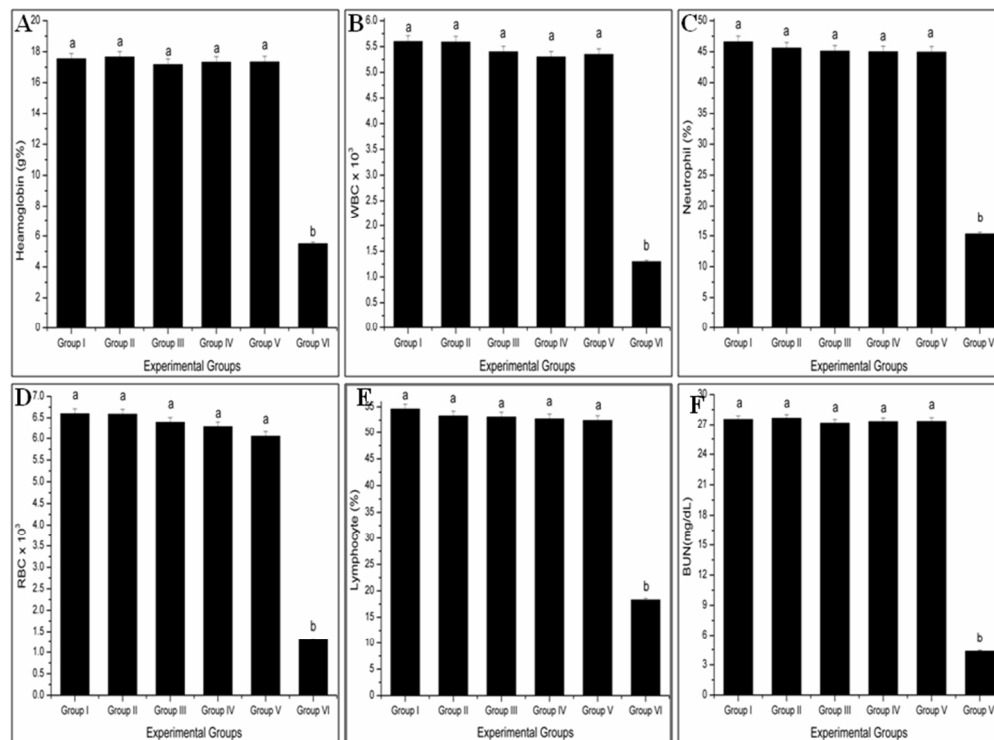 A
Heamoglobin (g%)
20
18
16
14
12
10
8
6
4
2
0
a a a a a b
Group I Group II Group III Group IV Group V Group VI
Experimental Groups
B
WBC x 10³
6.0
5.5
5.0
4.5
4.0
3.5
3.0
2.5
2.0
1.5
1.0
0.5
0.0
a a a a a b
Group I Group II Group III Group IV Group V Group VI
Experimental Groups
C
Neutrophil (%)
50
45
40
35
30
25
20
15
10
5
0
a a a a a b
Group I Group II Group III Group IV Group V Group V
Experimental Groups
D
RBC x 10³
7.0
6.5
6.0
5.5
5.0
4.5
4.0
3.5
3.0
2.5
2.0
1.5
1.0
0.5
0.0
a a a a a b
Group I Group II Group III Group IV Group V Group VI
Experimental Groups
E
Lymphocyte (%)
55
50
45
40
35
30
25
20
15
10
5
0
a a a a a b
Group I Group II Group III Group IV Group V Group VI
Experimental Groups
F
BUN(mg/dL)
30
27
24
21
18
15
12
9
6
3
0
a a a a a b
Group I Group II Group III Group IV Group V Group V
Experimental Groups